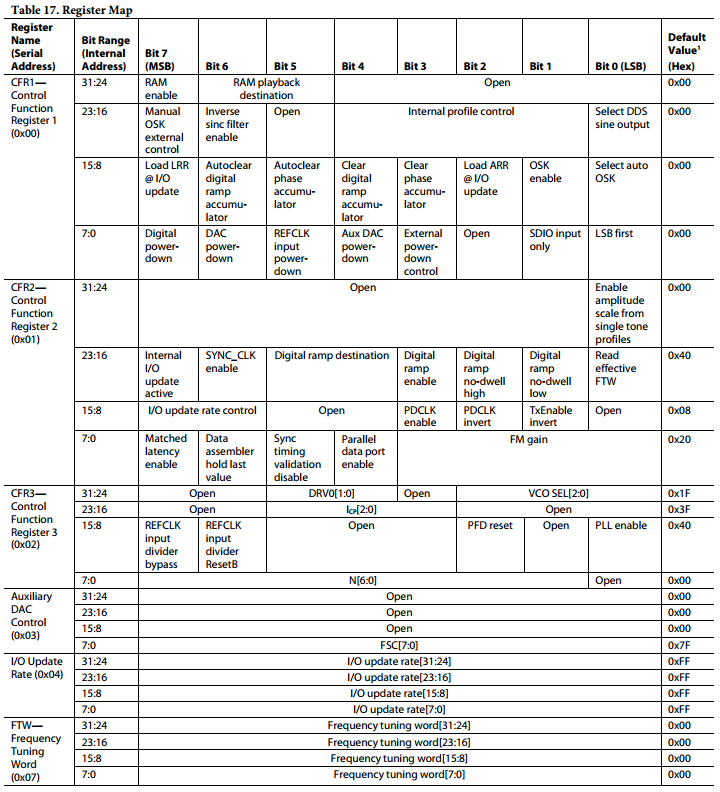 Table 17. Register Map
Register Name (Serial Address) | Bit Range (Internal Address) | Bit 7 (MSB) | Bit 6 | Bit 5 | Bit 4 | Bit 3 | Bit 2 | Bit 1 | Bit 0 (LSB) | Default Value¹ (Hex)
CFR1—Control Function Register 1 (0x00) | 31:24 | RAM enable | RAM playback destination | Open | 0x00
23:16 | Manual OSK external control | Inverse sinc filter enable | Open | Internal profile control | Select DDS sine output | 0x00
15:8 | Load LRR @ I/O update | Autoclear digital ramp accumu-lator | Autoclear phase accumu-lator | Clear digital ramp accumu-lator | Clear phase accumu-lator | Load ARR @ I/O update | OSK enable | Select auto OSK | 0x00
7:0 | Digital power-down | DAC power-down | REFCLK input power-down | Aux DAC power-down | External power-down control | Open | SDIO input only | LSB first | 0x00
CFR2—Control Function Register 2 (0x01) | 31:24 | Open | Enable amplitude scale from single tone profiles | 0x00
23:16 | Internal I/O update active | SYNC_CLK enable | Digital ramp destination | Digital ramp enable | Digital ramp no-dwell high | Digital ramp no-dwell low | Read effective FTW | 0x40
15:8 | I/O update rate control | Open | PDCLK enable | PDCLK invert | TxEnable invert | Open | 0x08
7:0 | Matched latency enable | Data assembler hold last value | Sync timing validation disable | Parallel data port enable | FM gain | 0x20
CFR3—Control Function Register 3 (0x02) | 31:24 | Open | DRV0[1:0] | Open | VCO SEL[2:0] | 0x1F
23:16 | Open | ICP[2:0] | Open | 0x3F
15:8 | REFCLK input divider bypass | REFCLK input divider ResetB | Open | PFD reset | Open | PLL enable | 0x40
7:0 | N[6:0] | Open | 0x00
Auxiliary DAC Control (0x03) | 31:24 | Open | 0x00
23:16 | Open | 0x00
15:8 | Open | 0x00
7:0 | FSC[7:0] | 0x7F
I/O Update Rate (0x04) | 31:24 | I/O update rate[31:24] | 0xFF
23:16 | I/O update rate[23:16] | 0xFF
15:8 | I/O update rate[15:8] | 0xFF
7:0 | I/O update rate[7:0] | 0xFF
FTW—Frequency Tuning Word (0x07) | 31:24 | Frequency tuning word[31:24] | 0x00
23:16 | Frequency tuning word[23:16] | 0x00
15:8 | Frequency tuning word[15:8] | 0x00
7:0 | Frequency tuning word[7:0] | 0x00